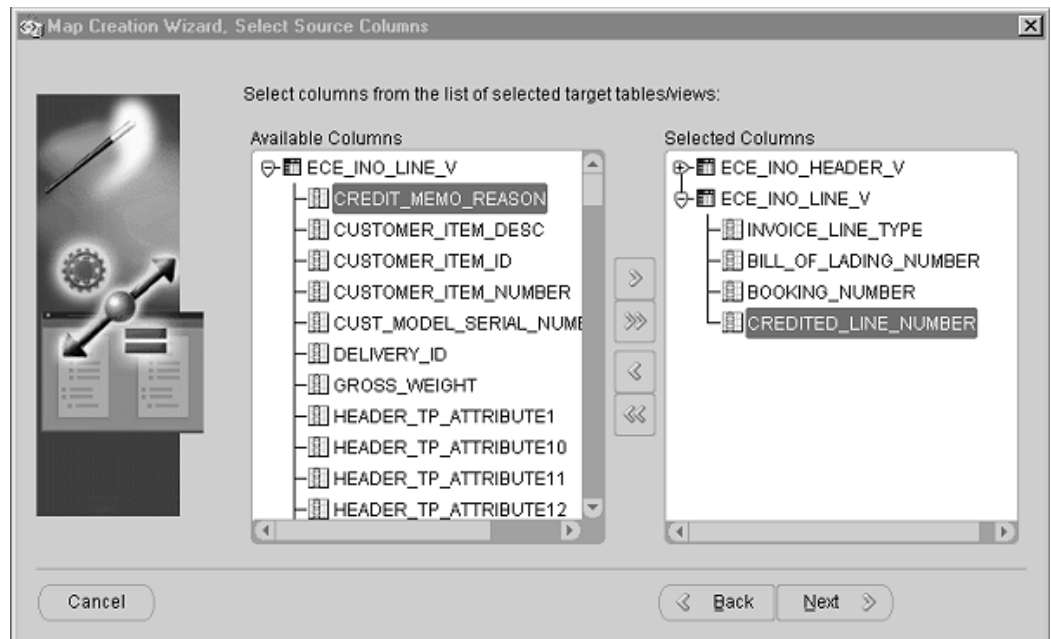 Map Creation Wizard, Select Source Columns
Select columns from the list of selected target tables/views:
Available Columns
ECE_INO_LINE_V
CREDIT_MEMO_REASON
CUSTOMER_ITEM_DESC
CUSTOMER_ITEM_ID
CUSTOMER_ITEM_NUMBER
CUST_MODEL_SERIAL_NUME
DELIVERY_ID
GROSS_WEIGHT
HEADER_TP_ATTRIBUTE1
HEADER_TP_ATTRIBUTE10
HEADER_TP_ATTRIBUTE11
HEADER_TP_ATTRIBUTE12
Selected Columns
ECE_INO_HEADER_V
ECE_INO_LINE_V
INVOICE_LINE_TYPE
BILL_OF_LADING_NUMBER
BOOKING_NUMBER
CREDITED_LINE_NUMBER
Cancel
Back
Next